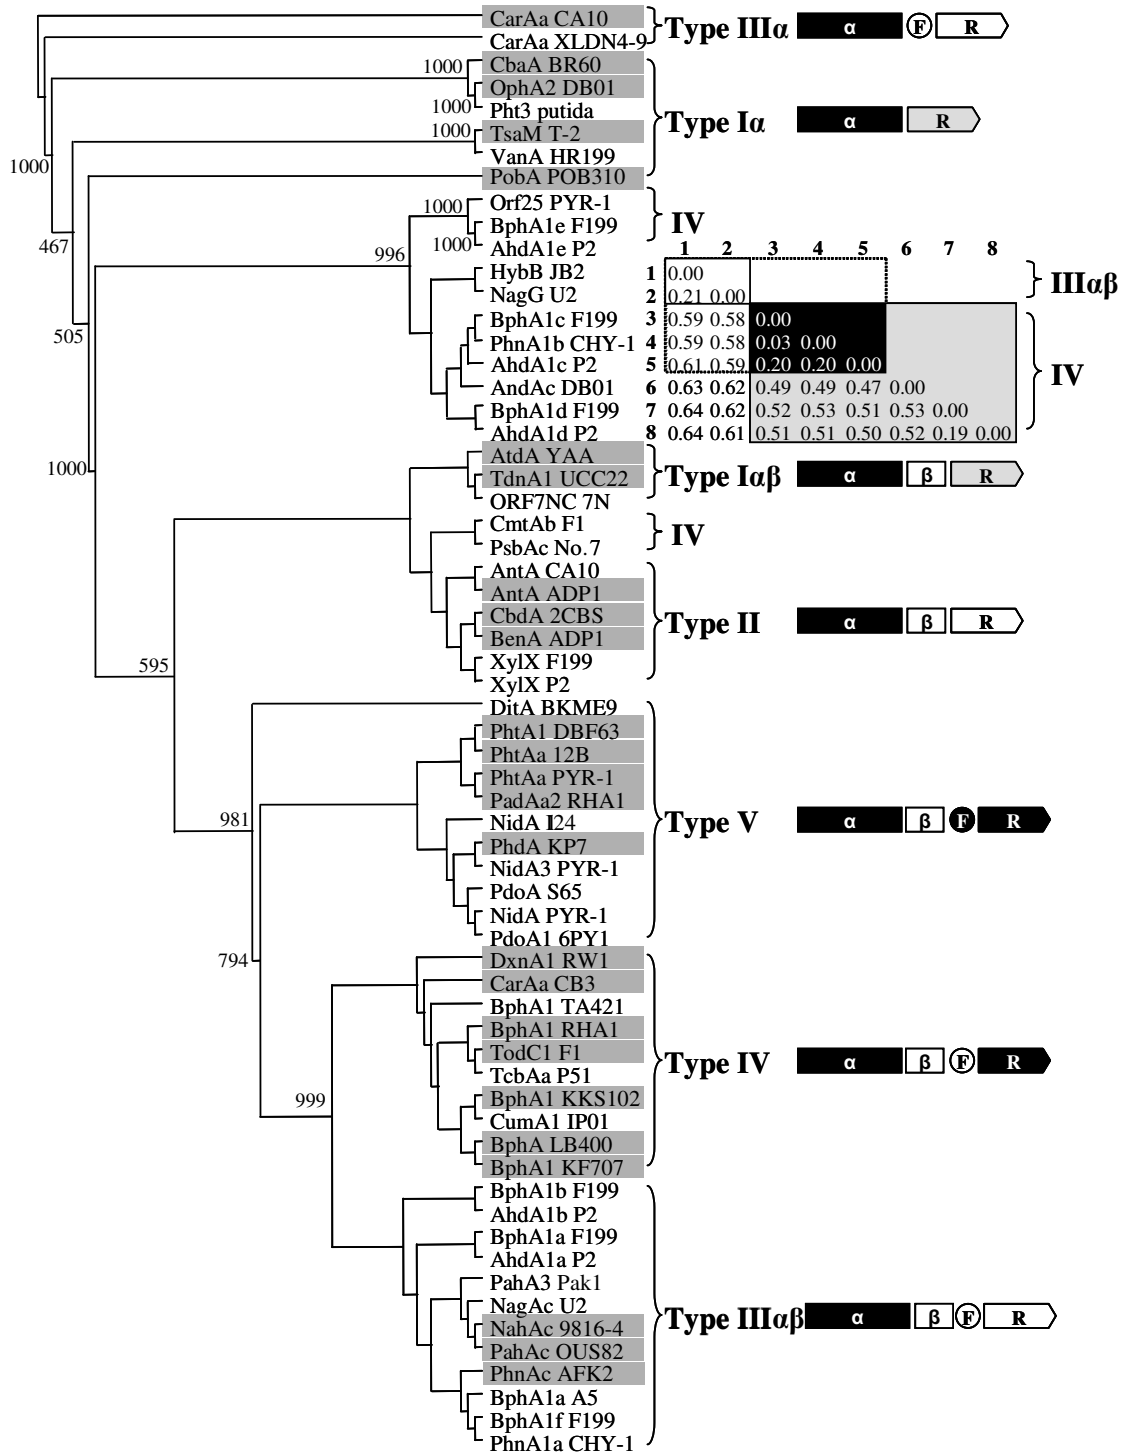 CarAa CA10
Type IIIα α F R
CarAa XLDN4-9
1000 CbaA BR60
OphA2 DB01
1000 Pht3 putida
Type Iα α R
1000 TsaM T-2
VanA HR199
1000
PobA POB310
Orf25 PYR-1
1000
BphA1e F199
IV
467
996 1000 AhdA1e P2
1 2 3 4 5 6 7 8
HybB JB2 1 0.00
IIIαβ
NagG U2 2 0.21 0.00
BphA1c F199 3 0.59 0.58 0.00
505
PhnA1b CHY-1 4 0.59 0.58 0.03 0.00
AhdA1c P2 5 0.61 0.59 0.20 0.20 0.00
IV
AndAc DB01 6 0.63 0.62 0.49 0.49 0.47 0.00
BphA1d F199 7 0.64 0.62 0.52 0.53 0.51 0.53 0.00
AhdA1d P2 8 0.64 0.61 0.51 0.51 0.50 0.52 0.19 0.00
AtdA YAA
1000
TdnA1 UCC22
Type Iαβ α β R
ORF7NC 7N
CmtAb F1
IV
PsbAc No.7
AntA CA10
AntA ADP1
CbdA 2CBS
Type II α β R
BenA ADP1
XylX F199
595
XylX P2
DitA BKME9
PhtA1 DBF63
PhtAa 12B
PhtAa PYR-1
PadAa2 RHA1
981
NidA I24
Type V α β F R
PhdA KP7
NidA3 PYR-1
PdoA S65
NidA PYR-1
PdoA1 6PY1
794
DxnA1 RW1
CarAa CB3
BphA1 TA421
BphA1 RHA1
TodC1 F1
Type IV α β F R
TcbAa P51
999
BphA1 KKS102
CumA1 IP01
BphA LB400
BphA1 KF707
BphA1b F199
AhdA1b P2
BphA1a F199
AhdA1a P2
PahA3 Pak1
NagAc U2
Type IIIαβ α β F R
NahAc 9816-4
PahAc OUS82
PhnAc AFK2
BphA1a A5
BphA1f F199
PhnA1a CHY-1